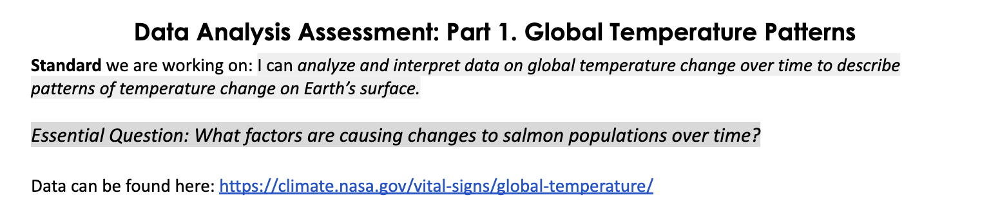 Data Analysis Assessment: Part 1. Global Temperature Patterns
Standard we are working on: I can analyze and interpret data on global temperature change over time to describe
patterns of temperature change on Earth’s surface.
Essential Question: What factors are causing changes to salmon populations over time?
Data can be found here: https://climate.nasa.gov/vital-signs/global-temperature/